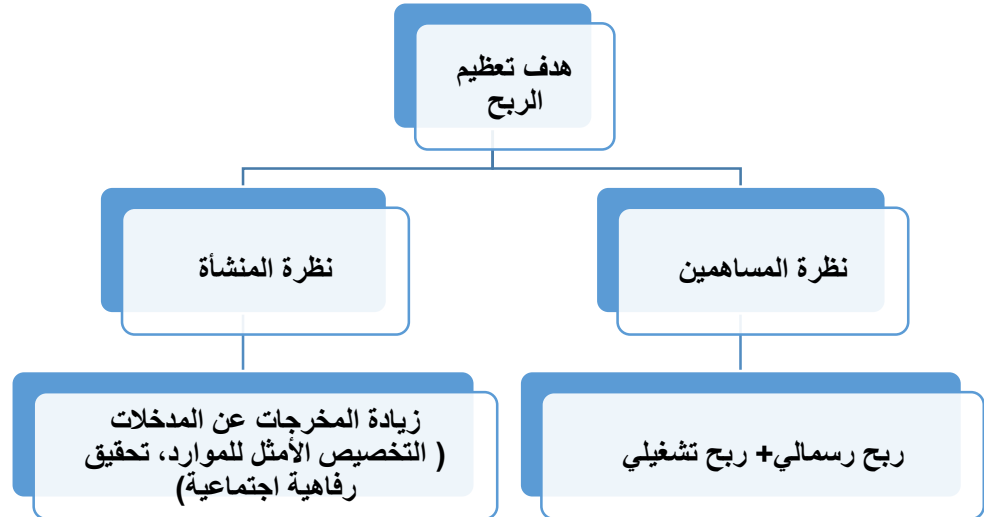 هدف تعظيم
الربح
نظرة المساهمين
نظرة المنشأة
ربح رسمالي+ ربح تشغيلي
زيادة المخرجات عن المدخلات
( التخصيص الأمثل للموارد، تحقيق
رفاهية اجتماعية)